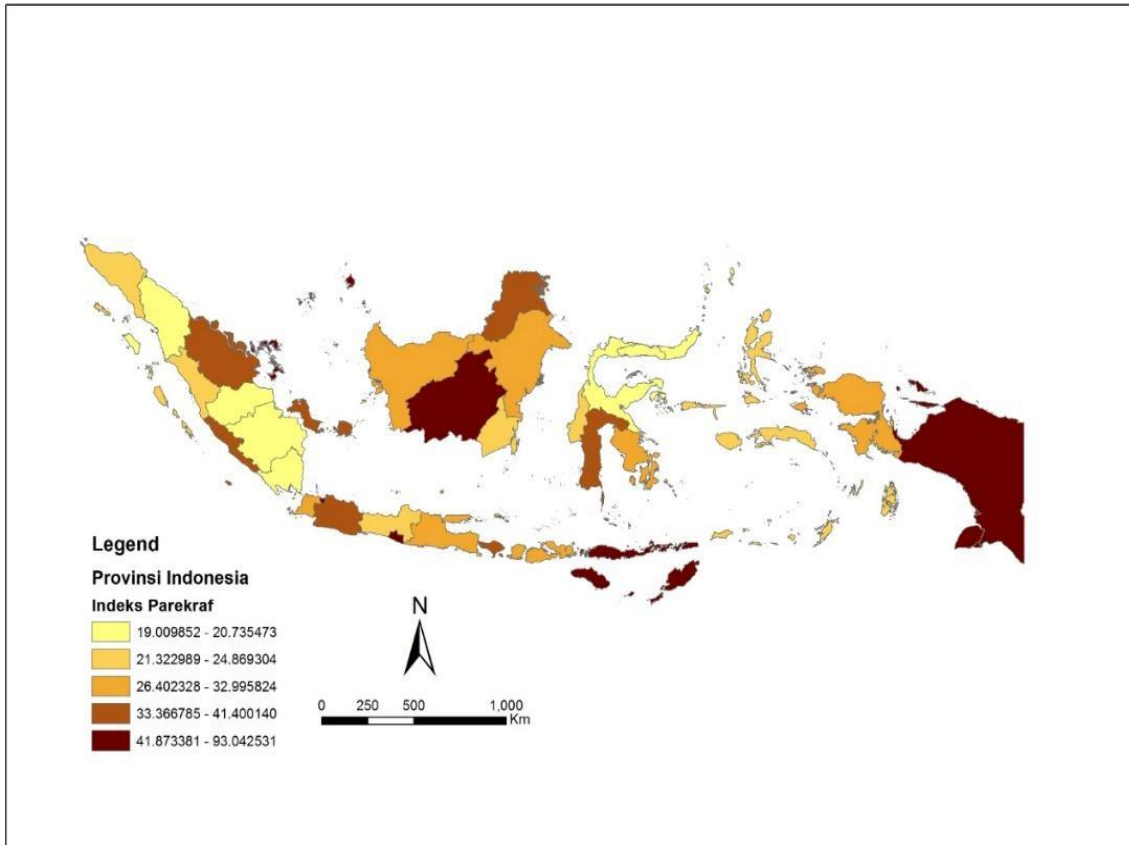 Legend
Provinsi Indonesia
Indeks Parekraf
19.009852 - 20.735473
21.322989 - 24.869304
26.402328 - 32.995824
33.366785 - 41.400140
41.873381 - 93.042531
N
0 250 500 1,000
Km